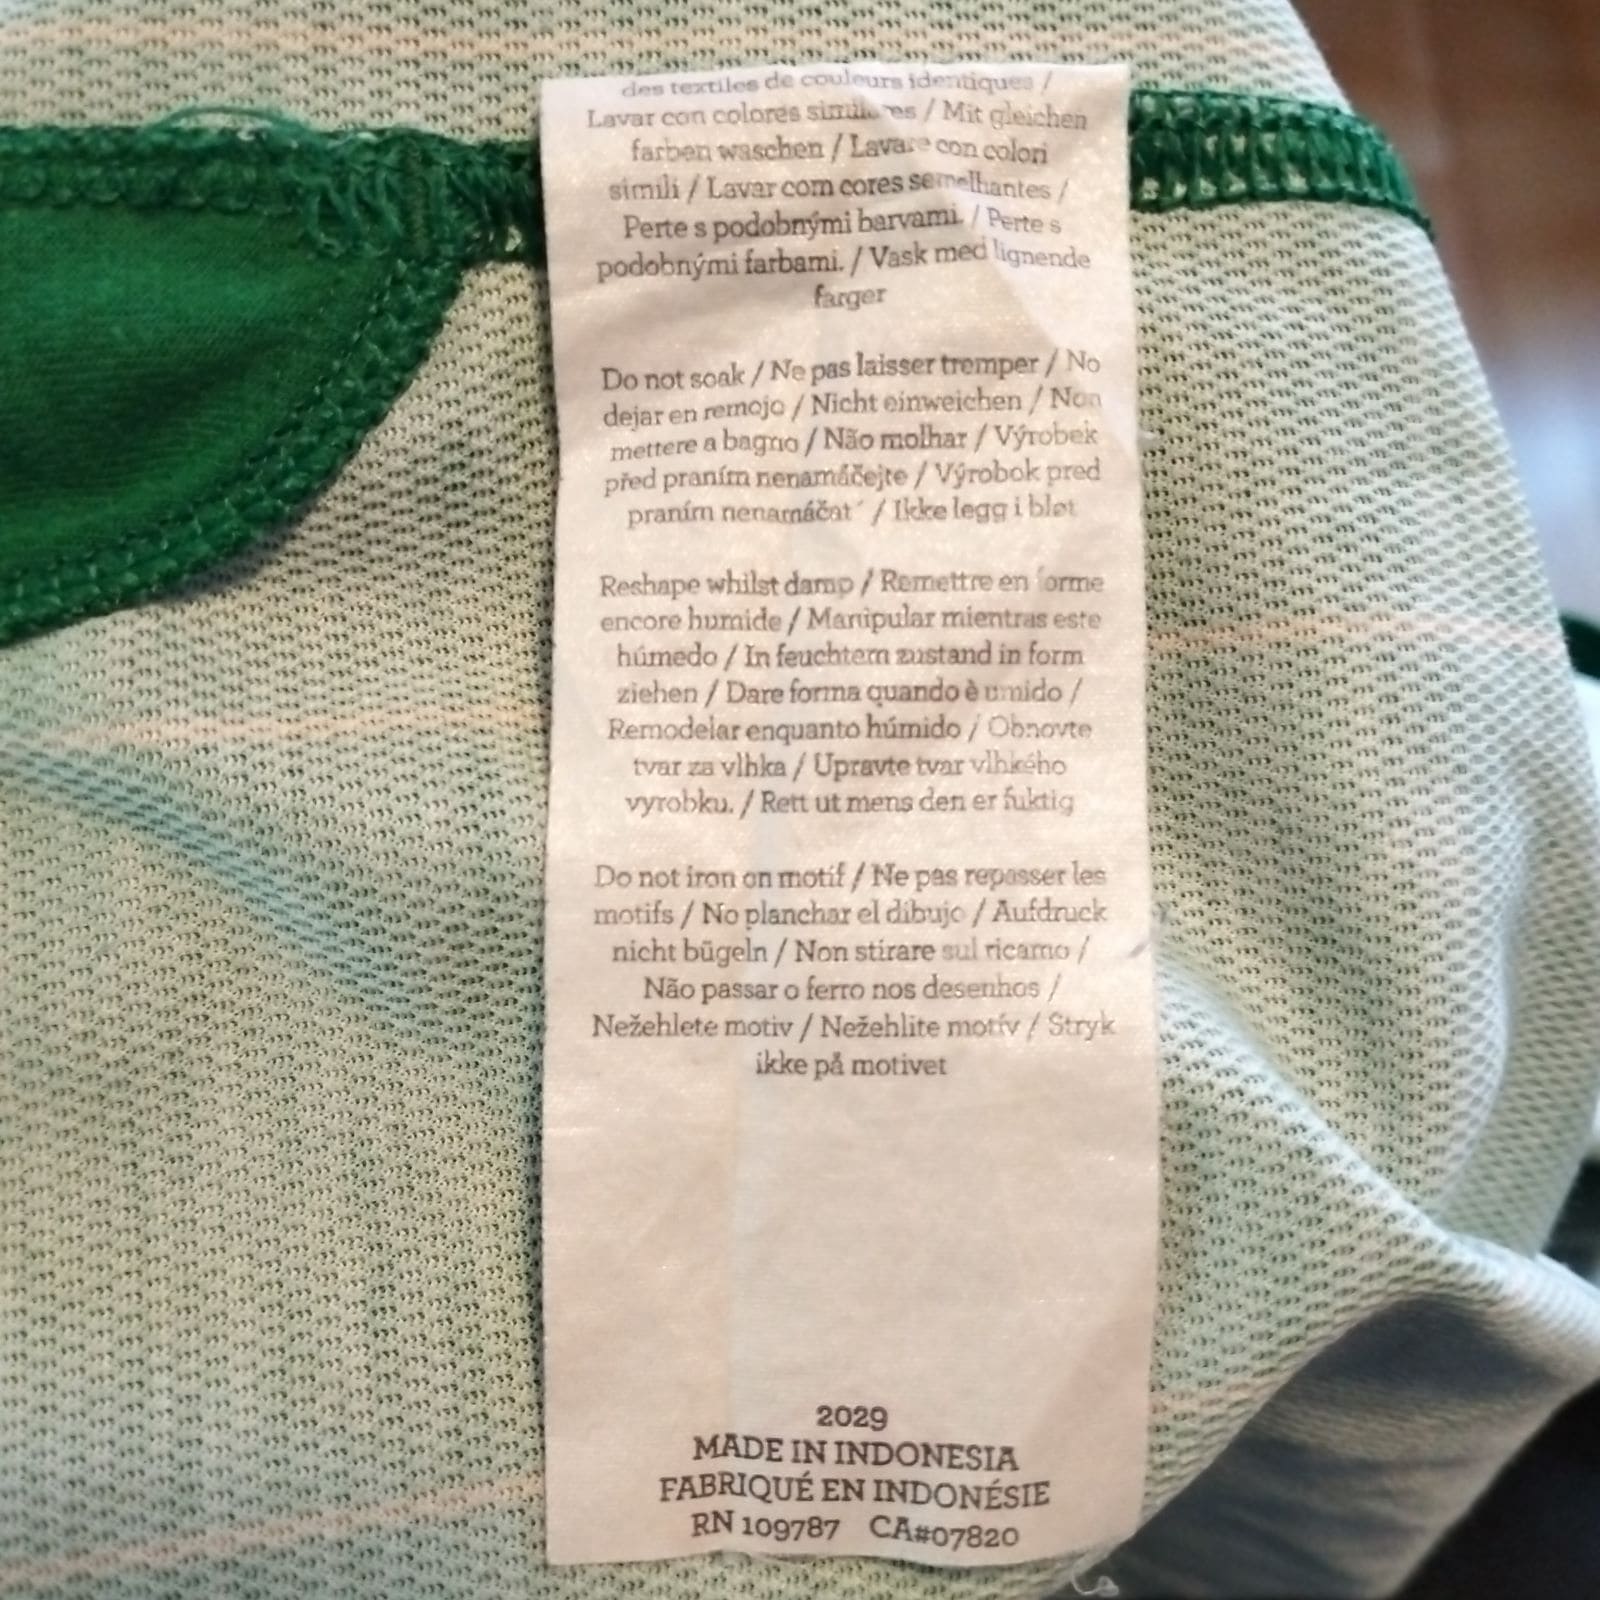 des textiles de couleurs identiques /
Lavar con colores similares / Mit gleichen
farben waschen / Lavare con colori
simili / Lavar com cores semelhantes /
Perte s podobnými barvami. / Perte s
podobnými farbami. / Vask med lignende
farger
Do not soak / Ne pas laisser tremper / No
dejar en remojo / Nicht einweichen / Non
mettere a bagno / Não molhar / Výrobek
před praním nenamáčejte / Výrobok pred
praním nenamáčat´ / Ikke legg i bløt
Reshape whilst damp / Remettre en forme
encore humide / Manipular mientras este
húmedo / In feuchtem zustand in form
ziehen / Dare forma quando è umido /
Remodelar enquanto húmido / Obnovte
tvar za vlhka / Upravte tvar vlhkého
vyrobku. / Rett ut mens den er fuktig
Do not iron on motif / Ne pas repasser les
motifs / No planchar el dibujo / Aufdruck
nicht bügeln / Non stirare sul ricamo /
Não passar o ferro nos desenhos /
Nežehlete motiv / Nežehlite motív / Stryk
ikke på motivet
2029
MADE IN INDONESIA
FABRIQUÉ EN INDONÉSIE
RN 109787 CA#07820